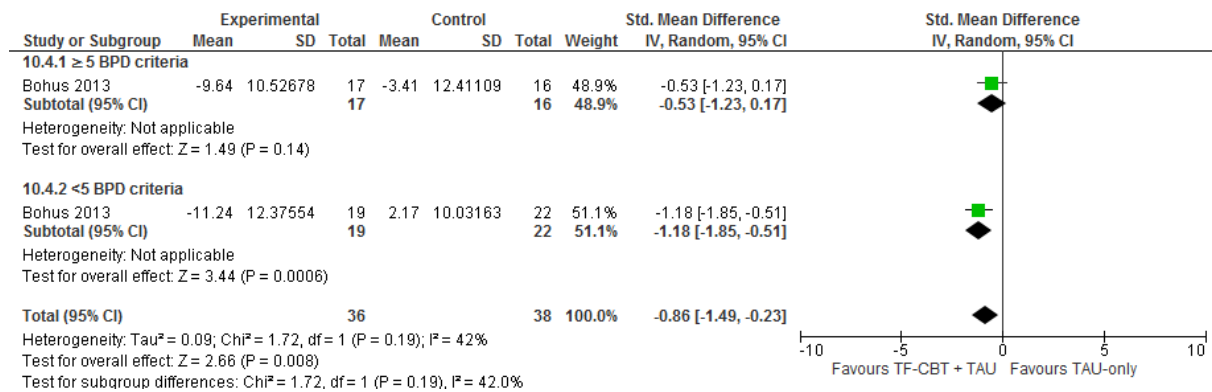 Experimental Control Std. Mean Difference Std. Mean Difference
Study or Subgroup Mean SD Total Mean SD Total Weight IV, Random, 95% CI IV, Random, 95% CI
10.4.1 ≥ 5 BPD criteria
Bohus 2013 -9.64 10.52678 17 -3.41 12.41109 16 48.9% -0.53 [-1.23, 0.17]
Subtotal (95% CI) 17 16 48.9% -0.53 [-1.23, 0.17]
Heterogeneity: Not applicable
Test for overall effect: Z = 1.49 (P = 0.14)
10.4.2 <5 BPD criteria
Bohus 2013 -11.24 12.37554 19 2.17 10.03163 22 51.1% -1.18 [-1.85, -0.51]
Subtotal (95% CI) 19 22 51.1% -1.18 [-1.85, -0.51]
Heterogeneity: Not applicable
Test for overall effect: Z = 3.44 (P = 0.0006)
Total (95% CI) 36 38 100.0% -0.86 [-1.49, -0.23]
Heterogeneity: Tau² = 0.09; Chi² = 1.72, df = 1 (P = 0.19); I² = 42%
Test for overall effect: Z = 2.66 (P = 0.008)
Test for subgroup differences: Chi² = 1.72, df = 1 (P = 0.19), I² = 42.0%
-10 -5 0 5 10
Favours TF-CBT + TAU Favours TAU-only